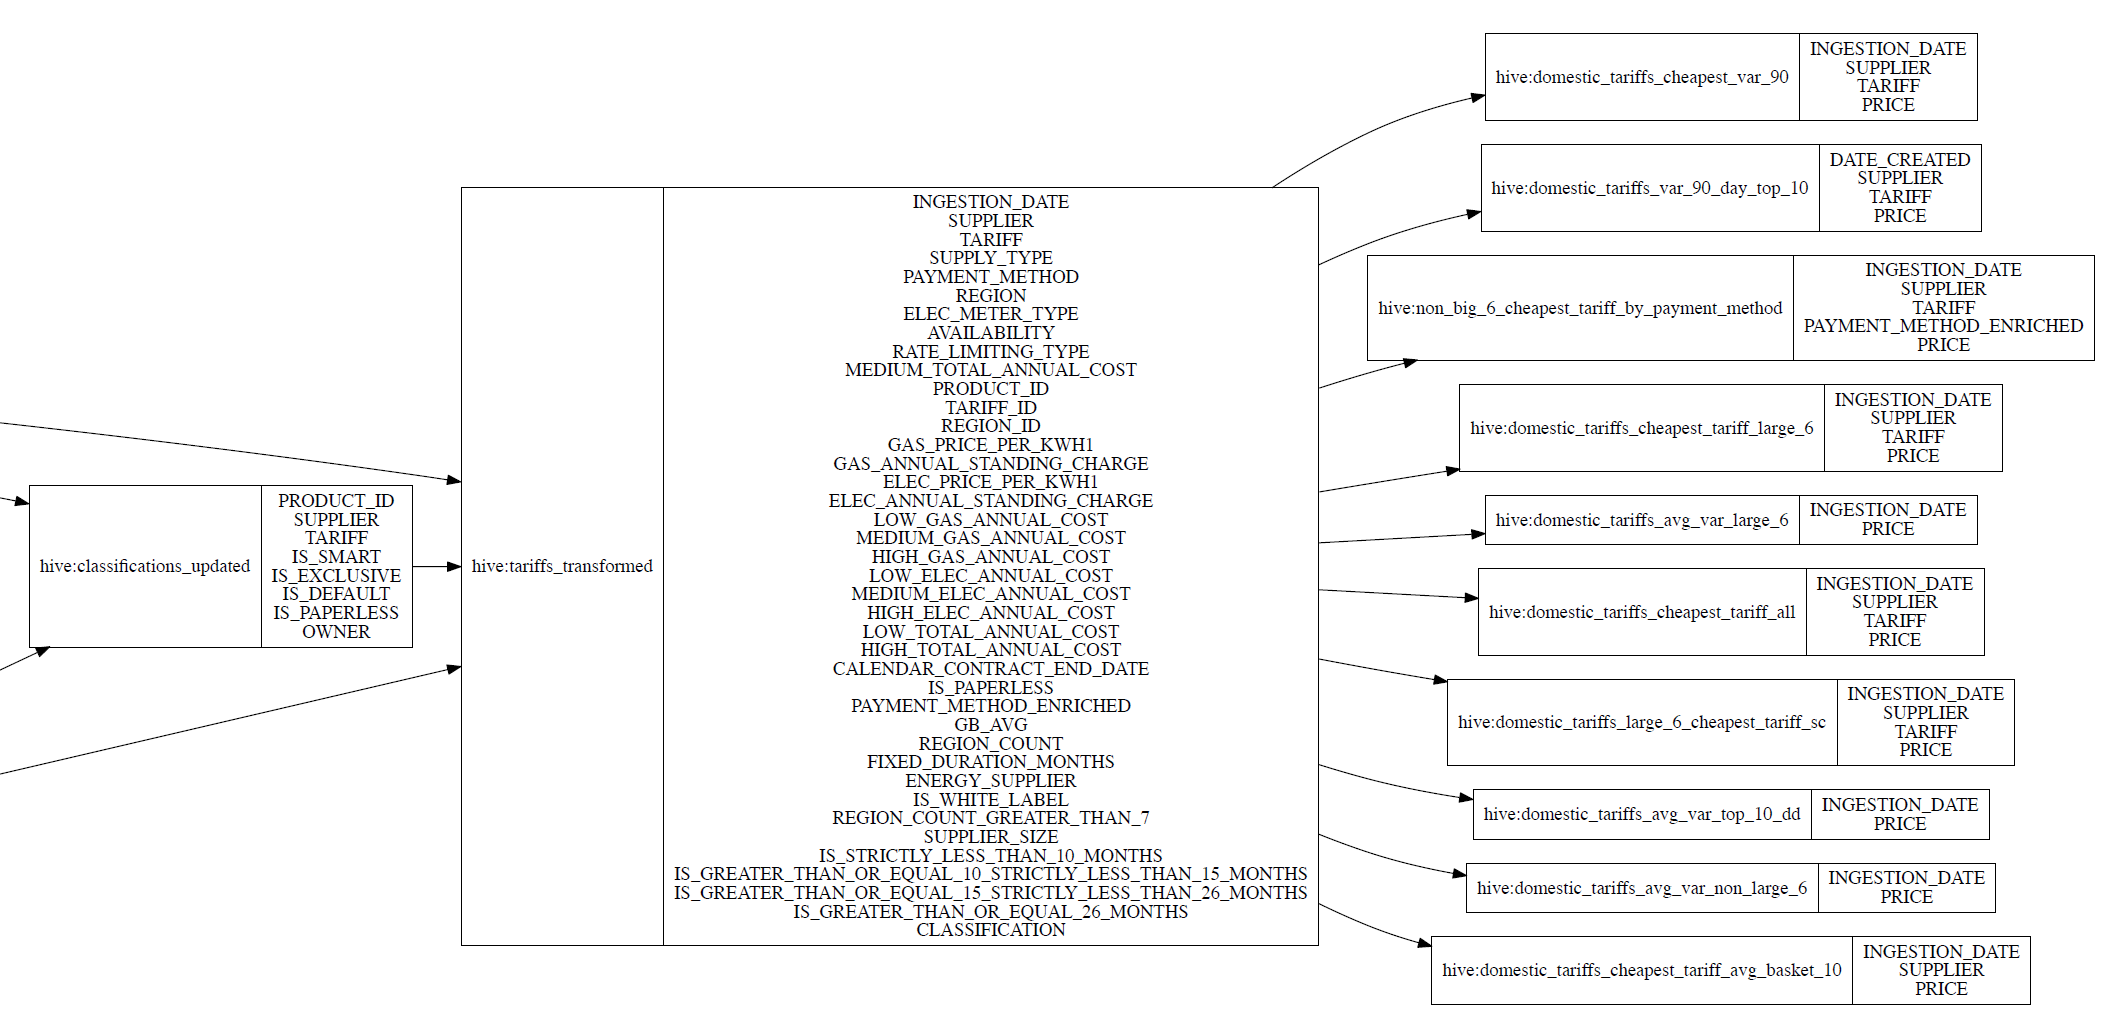 hive:classifications_updated
PRODUCT_ID
SUPPLIER
TARIFF
IS_SMART
IS_EXCLUSIVE
IS_DEFAULT
IS_PAPERLESS
OWNER
hive:tariffs_transformed
INGESTION_DATE
SUPPLIER
TARIFF
SUPPLY_TYPE
PAYMENT_METHOD
REGION
ELEC_METER_TYPE
AVAILABILITY
RATE_LIMITING_TYPE
MEDIUM_TOTAL_ANNUAL_COST
PRODUCT_ID
TARIFF_ID
REGION_ID
GAS_PRICE_PER_KWH1
GAS_ANNUAL_STANDING_CHARGE
ELEC_PRICE_PER_KWH1
ELEC_ANNUAL_STANDING_CHARGE
LOW_GAS_ANNUAL_COST
MEDIUM_GAS_ANNUAL_COST
HIGH_GAS_ANNUAL_COST
LOW_ELEC_ANNUAL_COST
MEDIUM_ELEC_ANNUAL_COST
HIGH_ELEC_ANNUAL_COST
LOW_TOTAL_ANNUAL_COST
HIGH_TOTAL_ANNUAL_COST
CALENDAR_CONTRACT_END_DATE
IS_PAPERLESS
PAYMENT_METHOD_ENRICHED
GB_AVG
REGION_COUNT
FIXED_DURATION_MONTHS
ENERGY_SUPPLIER
IS_WHITE_LABEL
REGION_COUNT_GREATER_THAN_7
SUPPLIER_SIZE
IS_STRICTLY_LESS_THAN_10_MONTHS
IS_GREATER_THAN_OR_EQUAL_10_STRICTLY_LESS_THAN_15_MONTHS
IS_GREATER_THAN_OR_EQUAL_15_STRICTLY_LESS_THAN_26_MONTHS
IS_GREATER_THAN_OR_EQUAL_26_MONTHS
CLASSIFICATION
hive:domestic_tariffs_cheapest_var_90
INGESTION_DATE
SUPPLIER
TARIFF
PRICE
hive:domestic_tariffs_var_90_day_top_10
DATE_CREATED
SUPPLIER
TARIFF
PRICE
hive:non_big_6_cheapest_tariff_by_payment_method
INGESTION_DATE
SUPPLIER
TARIFF
PAYMENT_METHOD_ENRICHED
PRICE
hive:domestic_tariffs_cheapest_tariff_large_6
INGESTION_DATE
SUPPLIER
TARIFF
PRICE
hive:domestic_tariffs_avg_var_large_6
INGESTION_DATE
PRICE
hive:domestic_tariffs_cheapest_tariff_all
INGESTION_DATE
SUPPLIER
TARIFF
PRICE
hive:domestic_tariffs_large_6_cheapest_tariff_sc
INGESTION_DATE
SUPPLIER
TARIFF
PRICE
hive:domestic_tariffs_avg_var_top_10_dd
INGESTION_DATE
PRICE
hive:domestic_tariffs_avg_var_non_large_6
INGESTION_DATE
PRICE
hive:domestic_tariffs_cheapest_tariff_avg_basket_10
INGESTION_DATE
SUPPLIER
PRICE